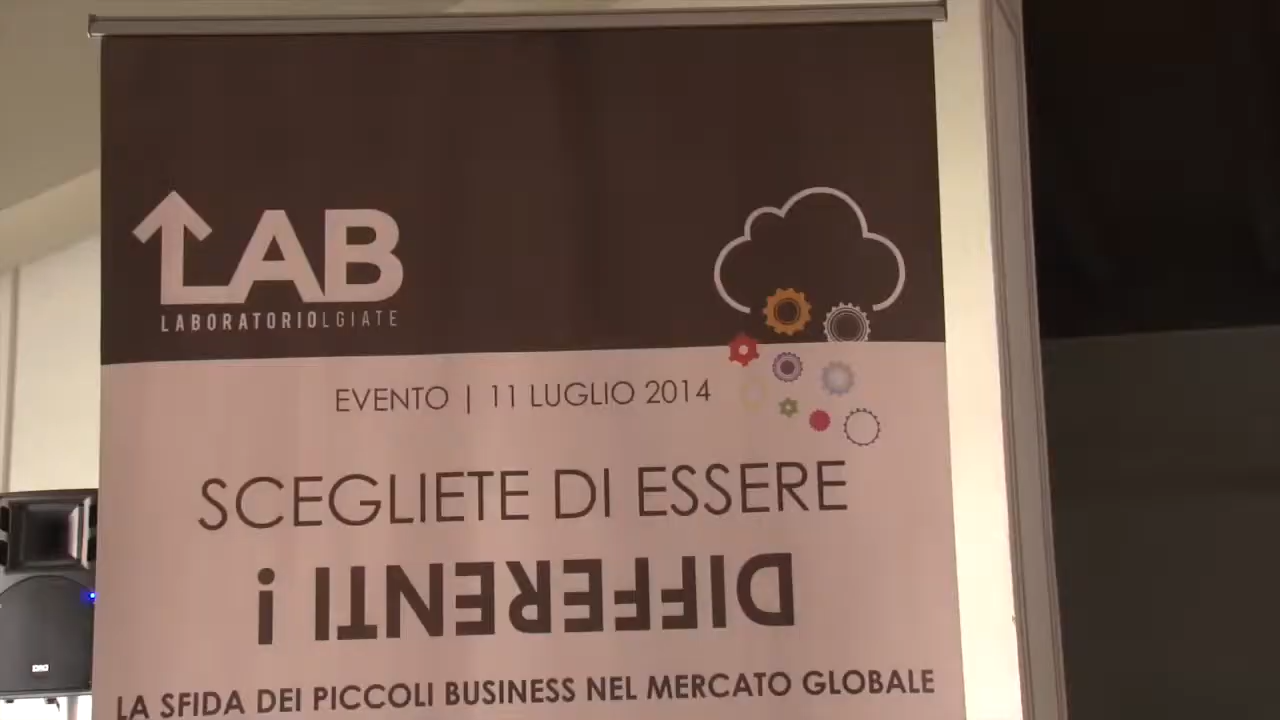 LAB
LABORATORIOLGIATE
EVENTO | 11 LUGLIO 2014
SCEGLIETE DI ESSERE
DIFFERENTI !
LA SFIDA DEI PICCOLI BUSINESS NEL MERCATO GLOBALE